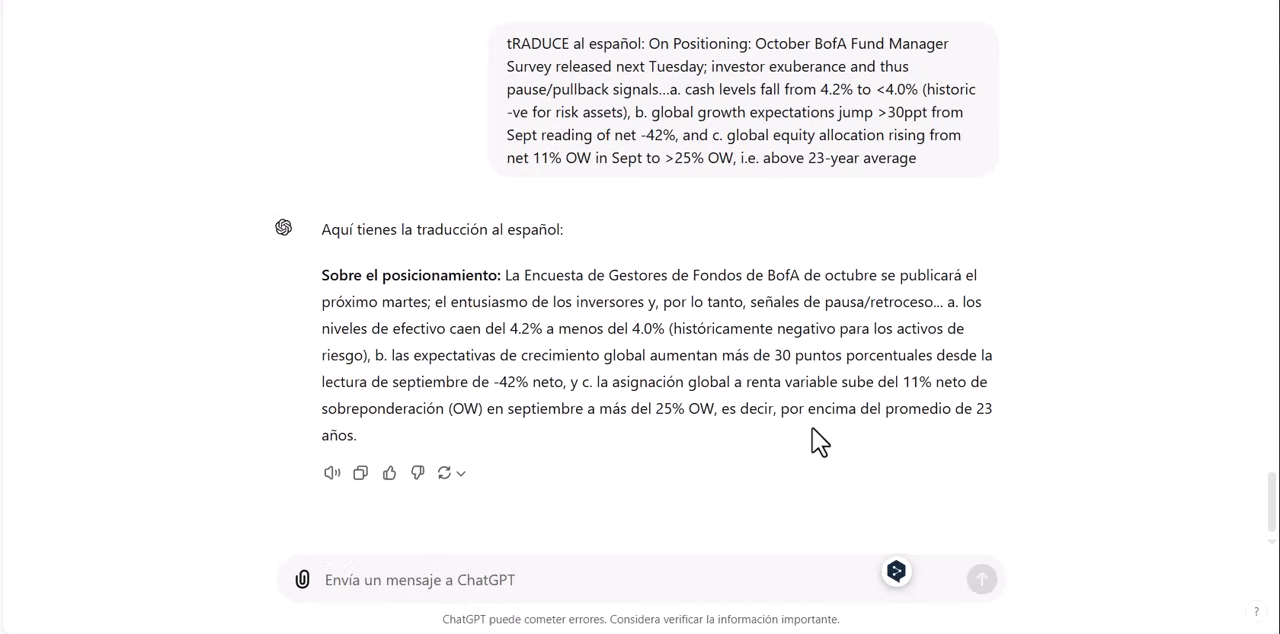 tRADUCE al español: On Positioning: October BofA Fund Manager
Survey released next Tuesday; investor exuberance and thus
pause/pullback signals...a. cash levels fall from 4.2% to <4.0% (historic
-ve for risk assets), b. global growth expectations jump >30ppt from
Sept reading of net -42%, and c. global equity allocation rising from
net 11% OW in Sept to >25% OW, i.e. above 23-year average
Aquí tienes la traducción al español:
Sobre el posicionamiento: La Encuesta de Gestores de Fondos de BofA de octubre se publicará el
próximo martes; el entusiasmo de los inversores y, por lo tanto, señales de pausa/retroceso... a. los
niveles de efectivo caen del 4.2% a menos del 4.0% (históricamente negativo para los activos de
riesgo), b. las expectativas de crecimiento global aumentan más de 30 puntos porcentuales desde la
lectura de septiembre de -42% neto, y c. la asignación global a renta variable sube del 11% neto de
sobreponderación (OW) en septiembre a más del 25% OW, es decir, por encima del promedio de 23
años.
Envía un mensaje a ChatGPT
ChatGPT puede cometer errores. Considera verificar la información importante.
?